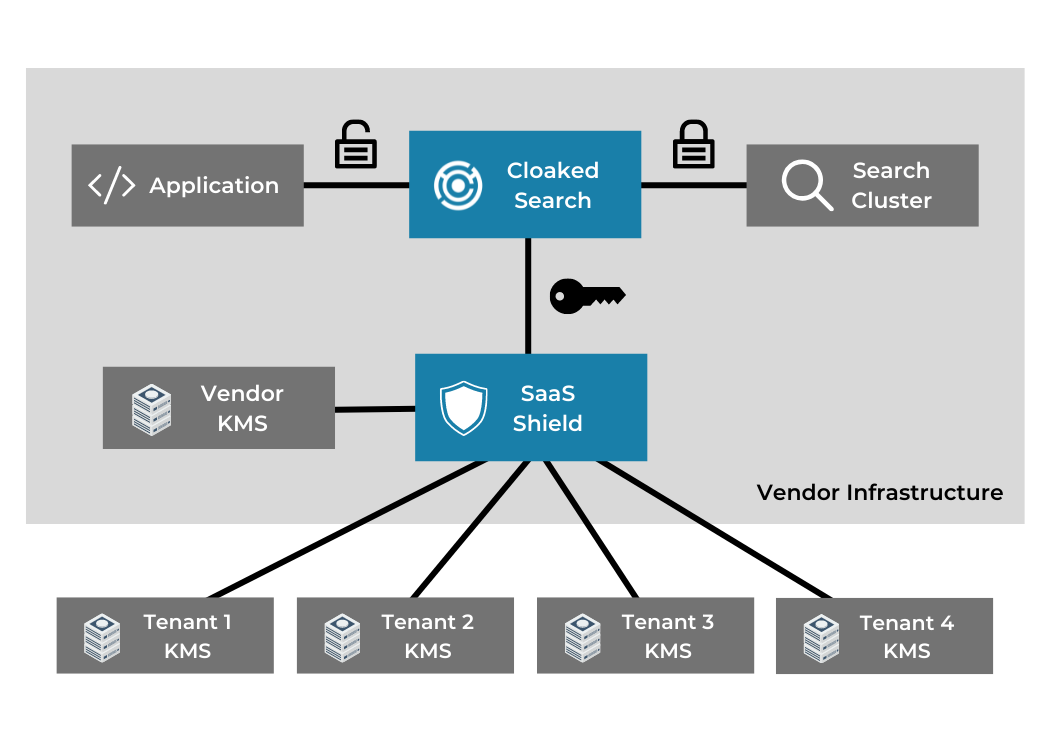 Application
Cloaked
Search
Search
Cluster
Vendor
KMS
SaaS
Shield
Vendor Infrastructure
Tenant 1
KMS
Tenant 2
KMS
Tenant 3
KMS
Tenant 4
KMS